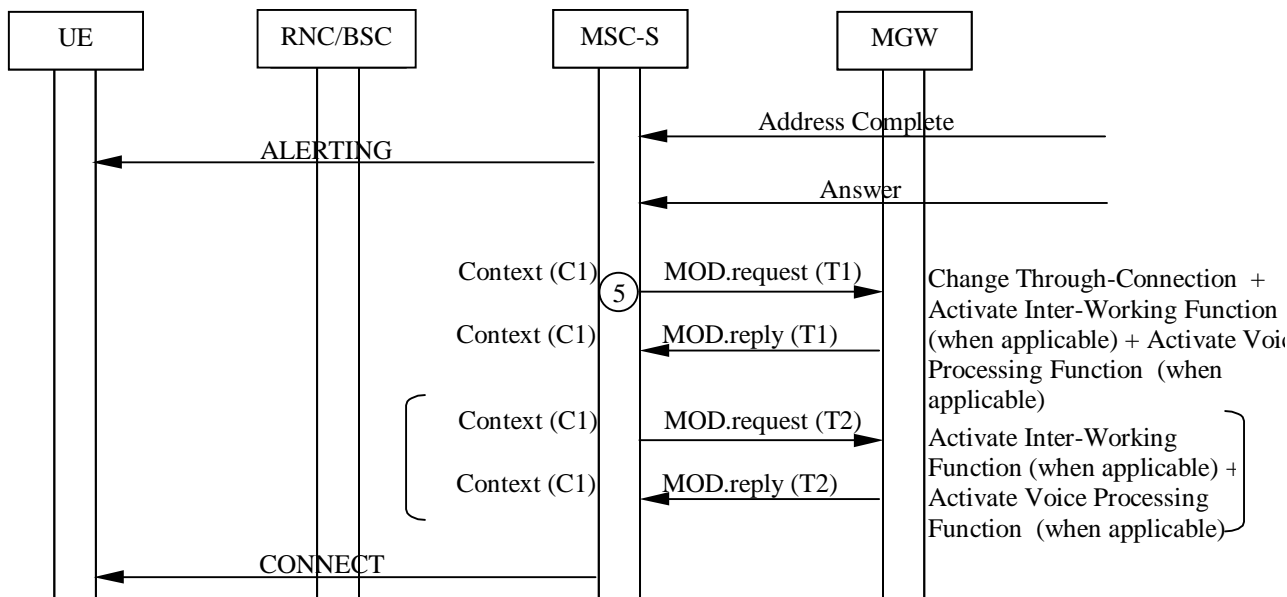 UE
RNC/BSC
MSC-S
MGW
Address Complete
ALERTING
Answer
Context (C1)
5
MOD.request (T1)
Change Through-Connection +
Activate Inter-Working Function
(when applicable) + Activate Voic
Processing Function (when
applicable)
Context (C1)
MOD.reply (T1)
Context (C1)
MOD.request (T2)
Activate Inter-Working
Function (when applicable) +
Activate Voice Processing
Function (when applicable)
Context (C1)
MOD.reply (T2)
CONNECT